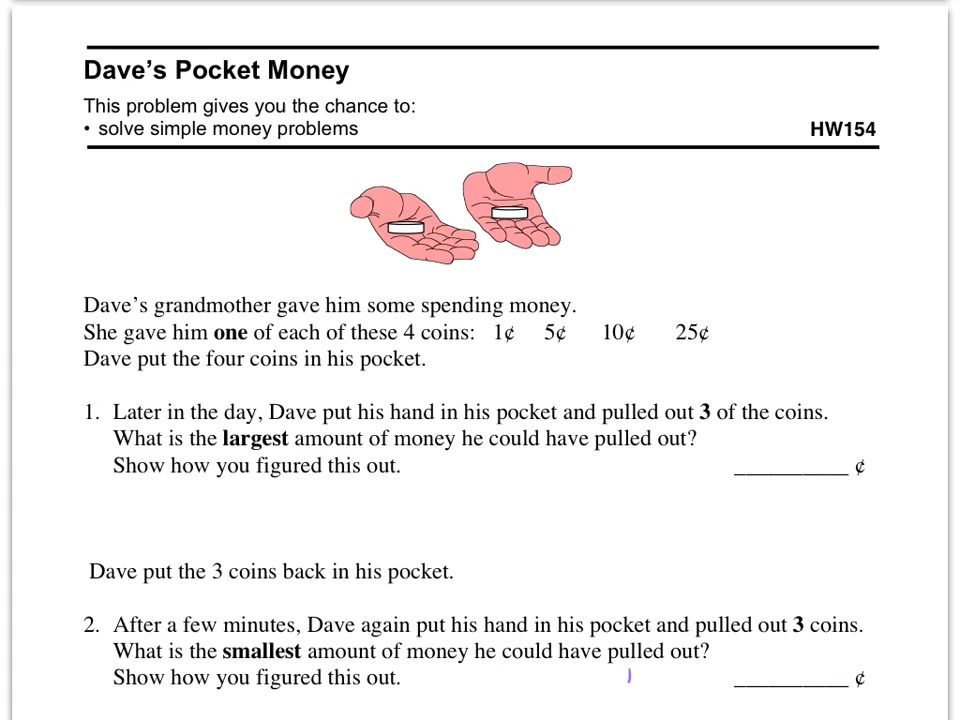 Dave's Pocket Money
This problem gives you the chance to:
• solve simple money problems
HW154
Dave's grandmother gave him some spending money.
She gave him one of each of these 4 coins: 1¢ 5¢ 10¢ 25¢
Dave put the four coins in his pocket.
1. Later in the day, Dave put his hand in his pocket and pulled out 3 of the coins.
What is the largest amount of money he could have pulled out?
Show how you figured this out. __________ ¢
Dave put the 3 coins back in his pocket.
2. After a few minutes, Dave again put his hand in his pocket and pulled out 3 coins.
What is the smallest amount of money he could have pulled out?
Show how you figured this out. __________ ¢